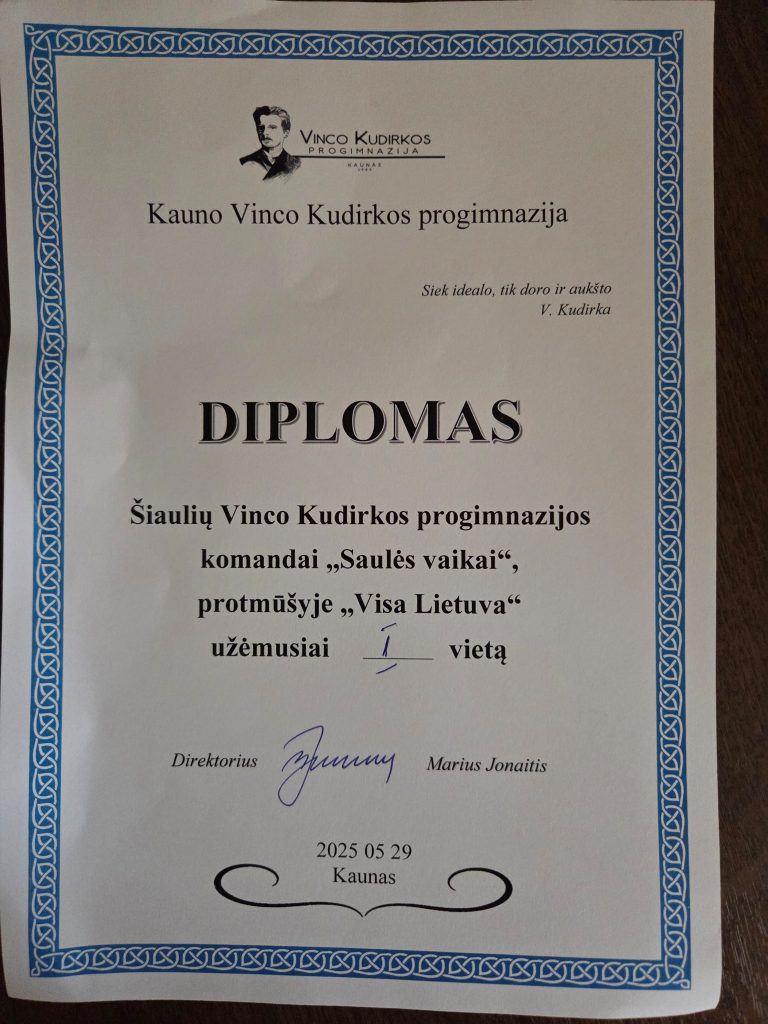 VINCO KUDIRKOS
PROGIMNAZIJA
KAUNAS
Kauno Vinco Kudirkos progimnazija
Siek idealo, tik doro ir aukšto
V. Kudirka
DIPLOMAS
Šiaulių Vinco Kudirkos progimnazijos
komandai „Saulės vaikai“,
protmūšyje „Visa Lietuva“
užėmusiai I vietą
Direktorius Marius Jonaitis
2025 05 29
Kaunas